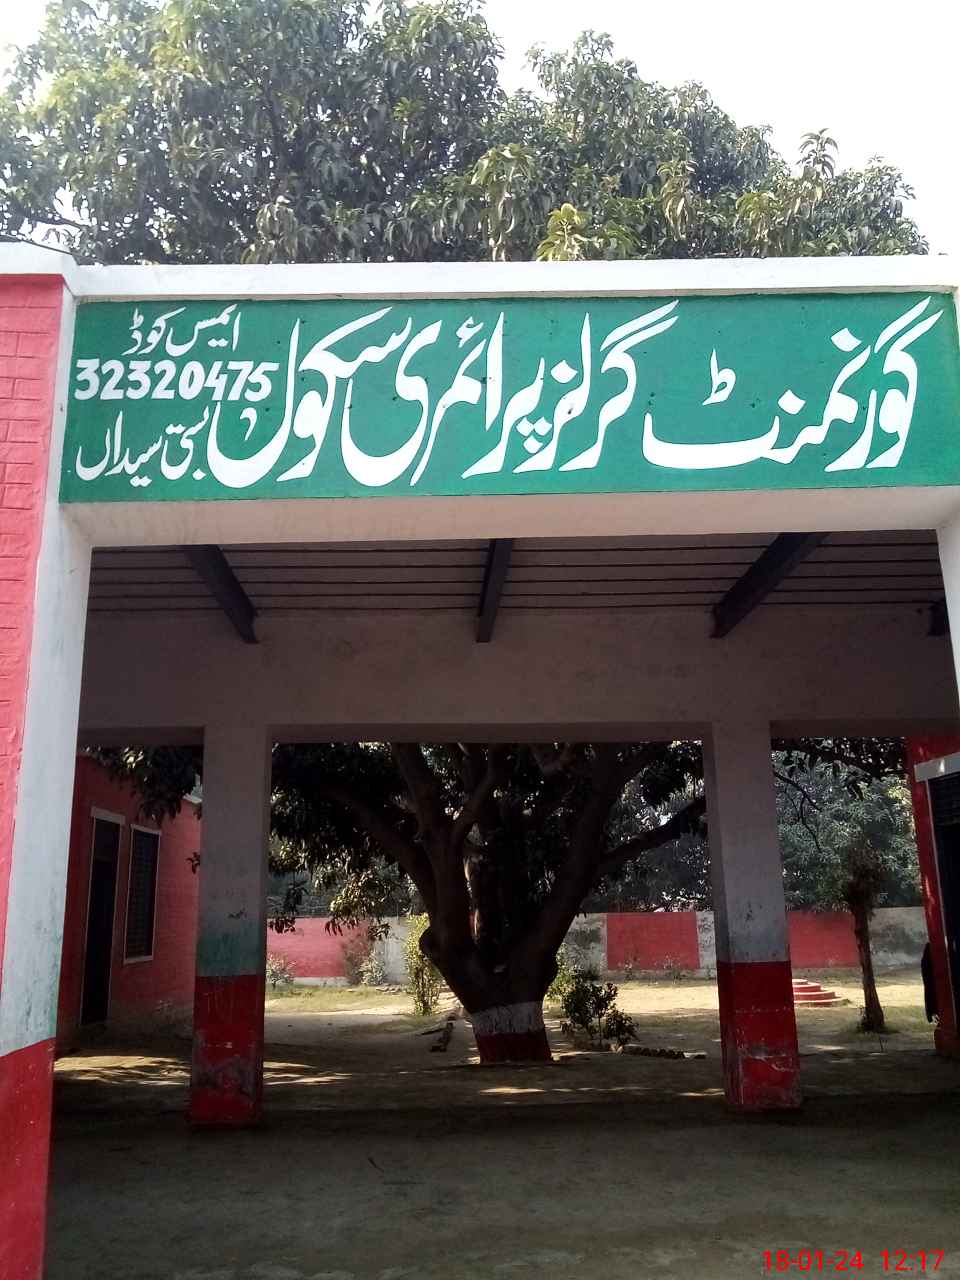 گورنمنٹ گرلز پرائمری سکول
ایمس کوڈ
32320475
بستی سیداں
18-01-24 12:17